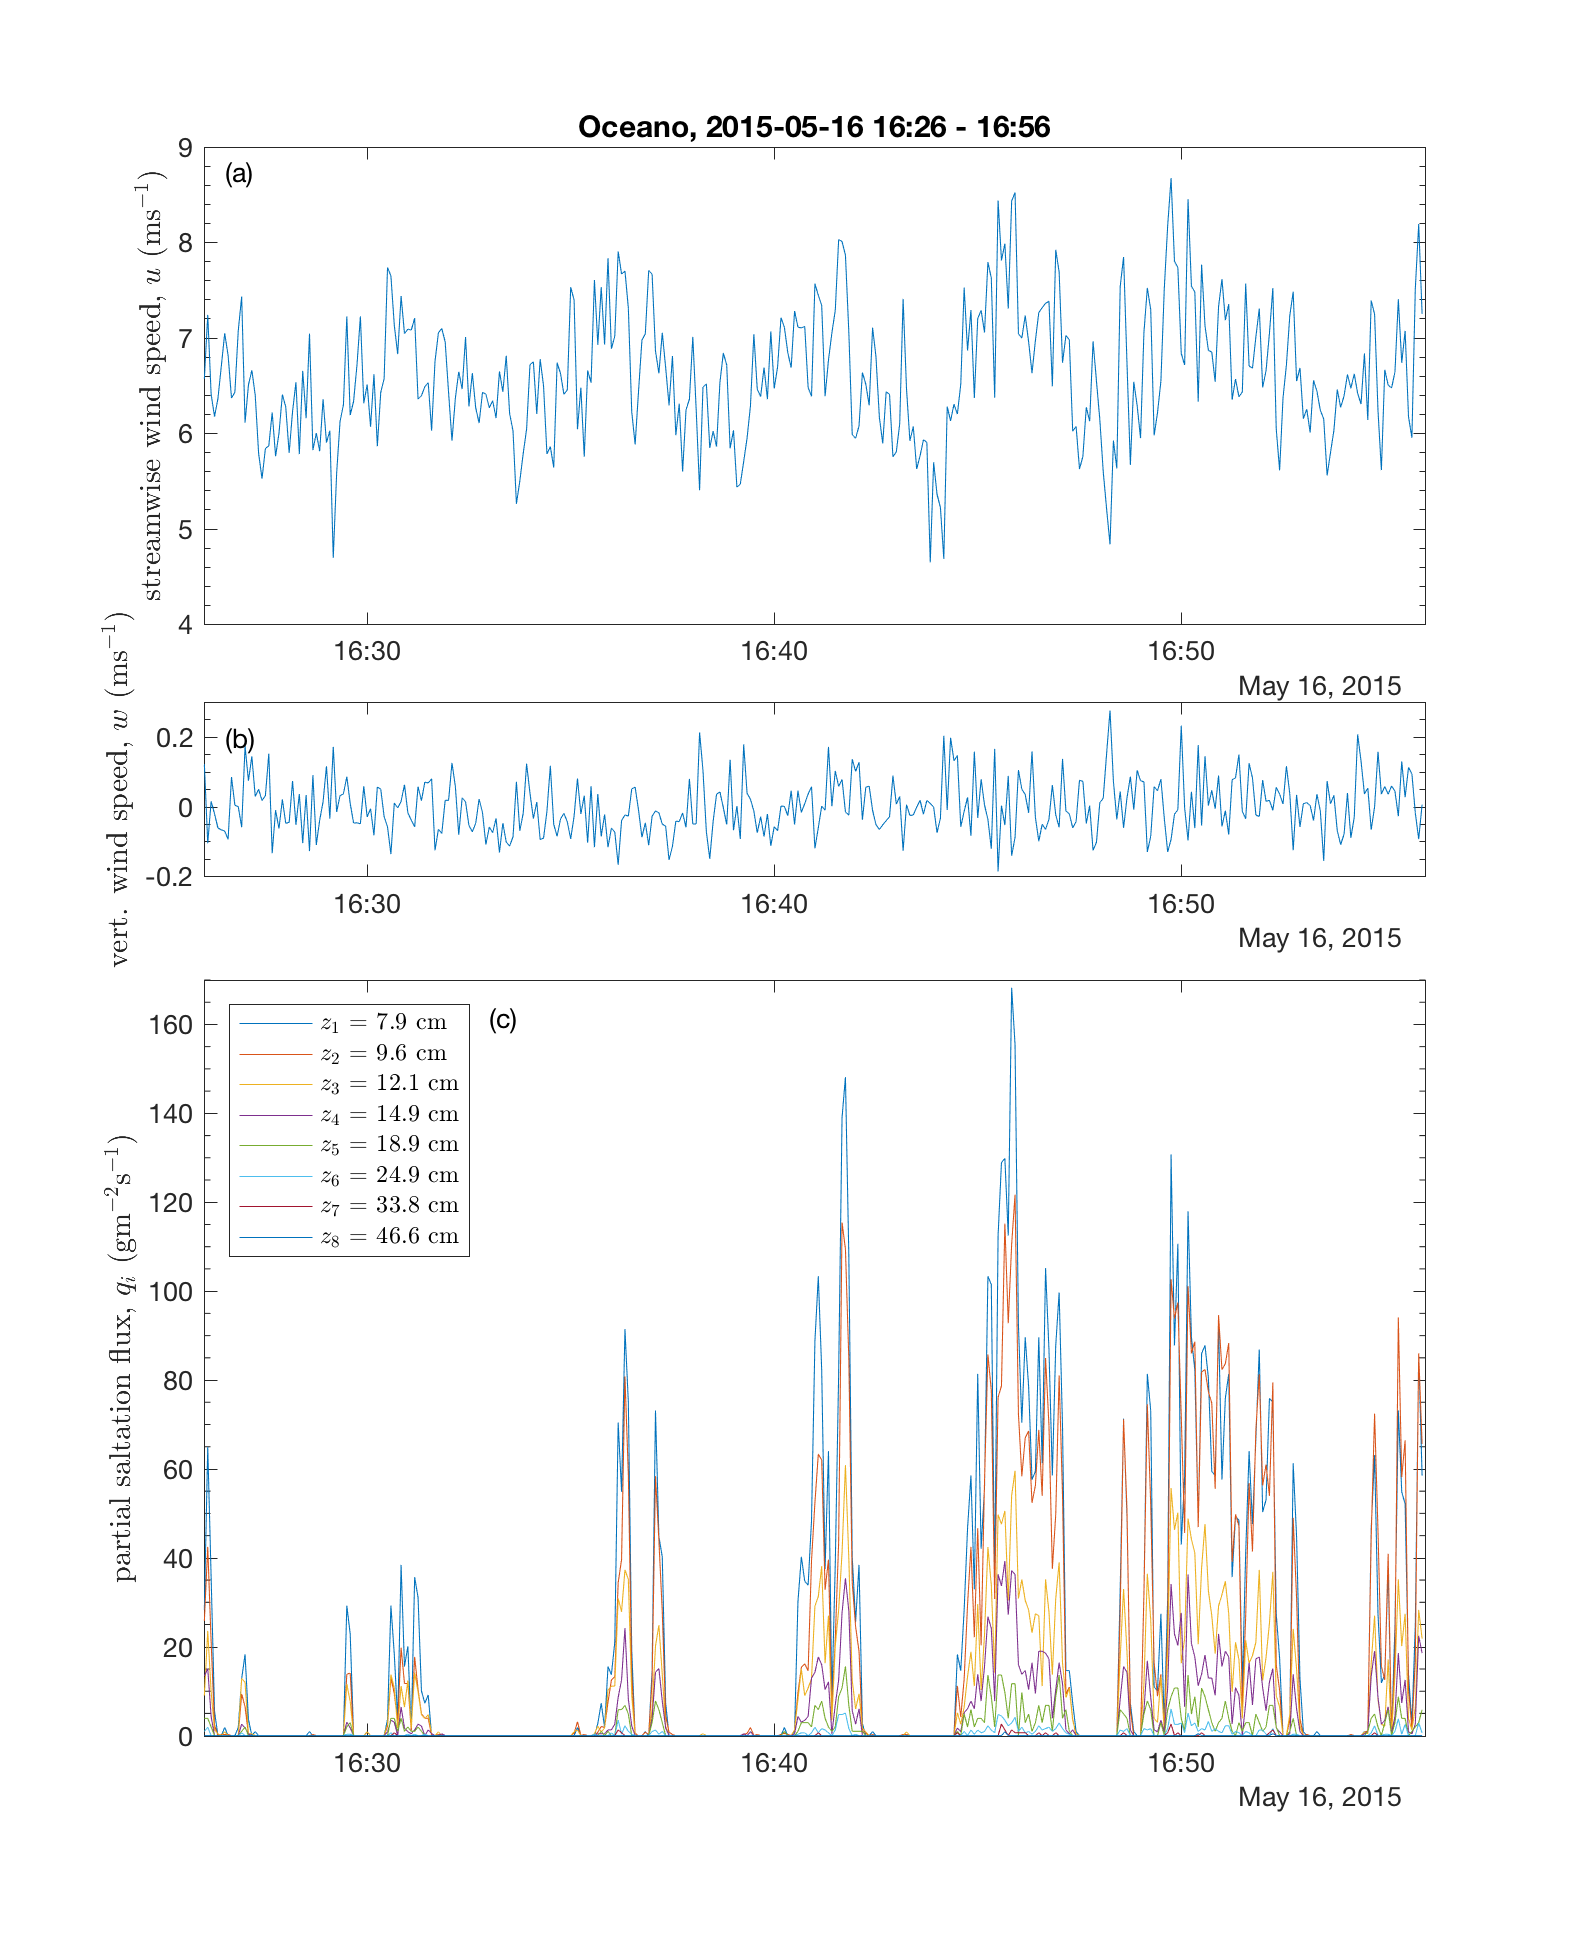 Oceano, 2015-05-16 16:26 - 16:56
(a)
streamwise wind speed, u (ms⁻¹)
9
8
7
6
5
4
16:30 16:40 16:50
May 16, 2015
(b)
vert. wind speed, w (ms⁻¹)
0.2
0
-0.2
16:30 16:40 16:50
May 16, 2015
(c)
partial saltation flux, qᵢ (gm⁻²s⁻¹)
160
140
120
100
80
60
40
20
0
z₁ = 7.9 cm
z₂ = 9.6 cm
z₃ = 12.1 cm
z₄ = 14.9 cm
z₅ = 18.9 cm
z₆ = 24.9 cm
z₇ = 33.8 cm
z₈ = 46.6 cm
16:30 16:40 16:50
May 16, 2015